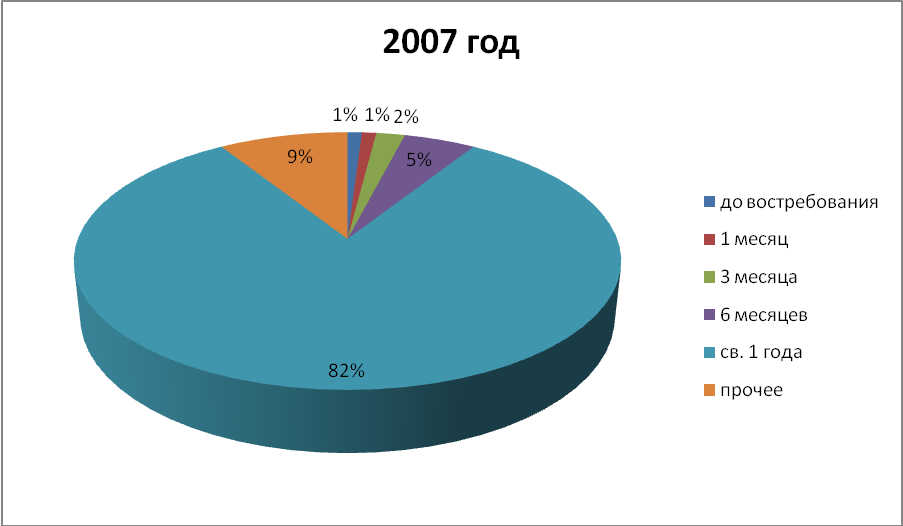 2007 год
1% 1% 2%
9%
5%
82%
до востребования
1 месяц
3 месяца
6 месяцев
св. 1 года
прочее